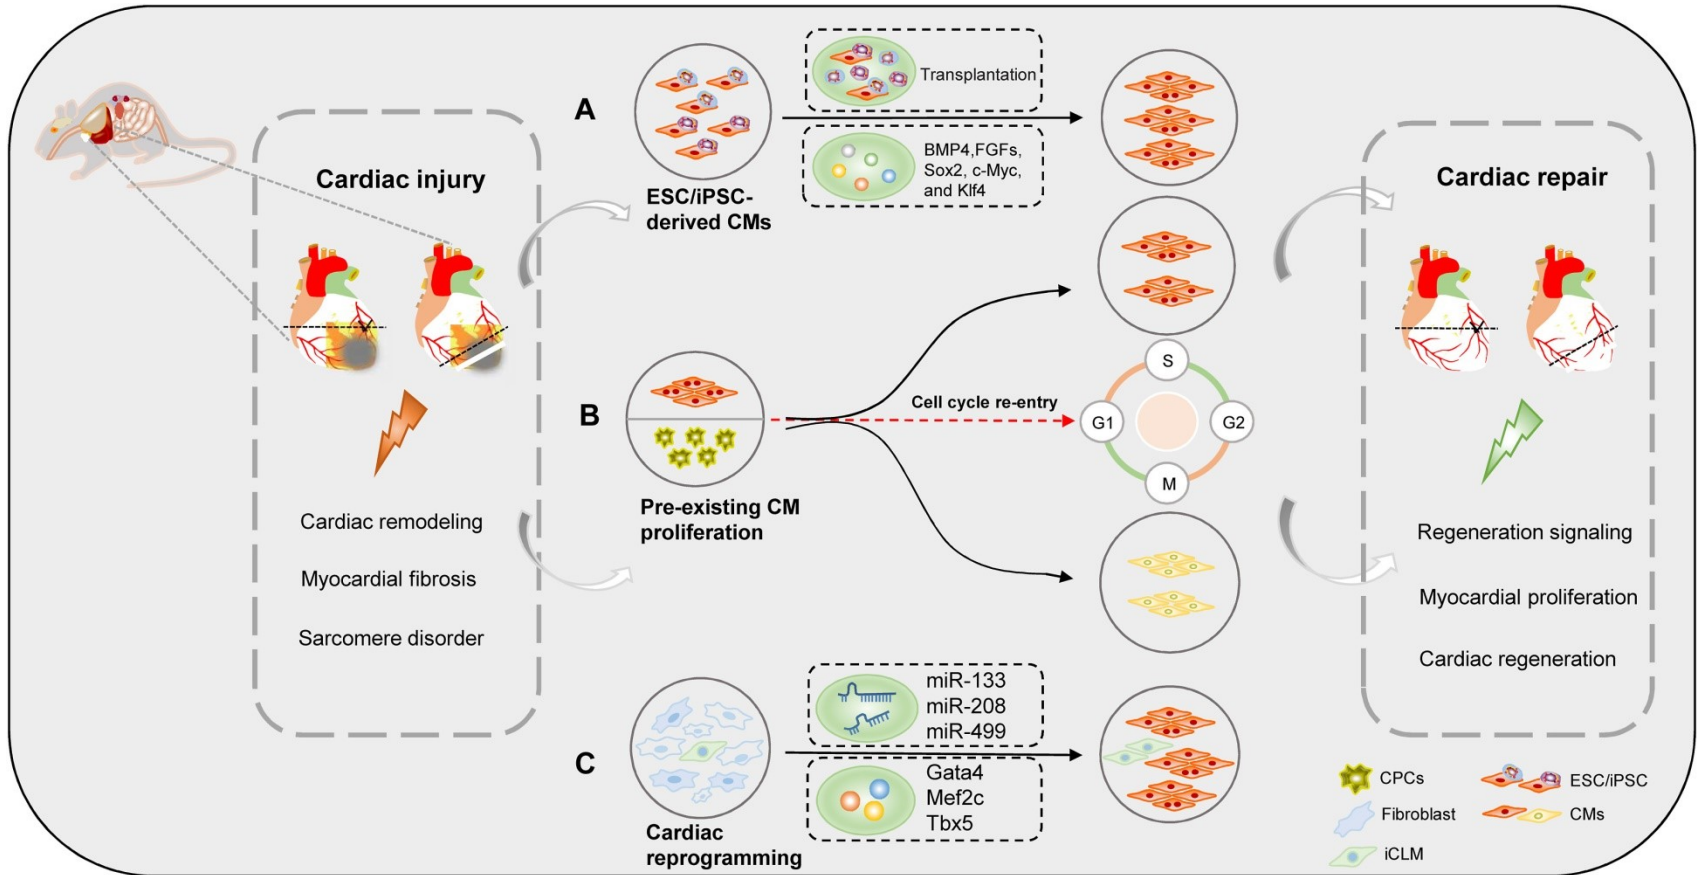 Cardiac injury
Cardiac remodeling
Myocardial fibrosis
Sarcomere disorder
A
ESC/iPSC-
derived CMs
Transplantation
BMP4,FGFs,
Sox2, c-Myc,
and Klf4
B
Pre-existing CM
proliferation
Cell cycle re-entry
S
G1
G2
M
C
Cardiac
reprogramming
miR-133
miR-208
miR-499
Gata4
Mef2c
Tbx5
Cardiac repair
Regeneration signaling
Myocardial proliferation
Cardiac regeneration
CPCs
ESC/iPSC
Fibroblast
CMs
iCLM